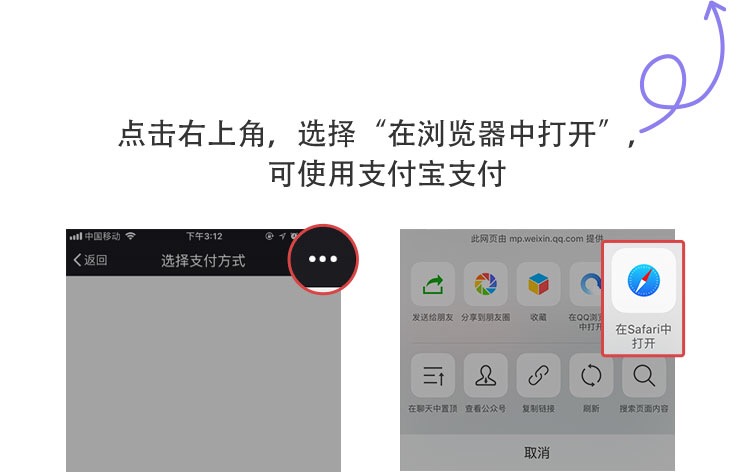 点击右上角，选择“在浏览器中打开”，
可使用支付宝支付
中国移动 下午3:12
返回 选择支付方式
此网页由 mp.weixin.qq.com 提供
发送给朋友 分享到朋友圈 收藏 在QQ浏
中打开
在Safari中
打开
在聊天中置顶 查看公众号 复制链接 刷新 搜索页面内容
取消